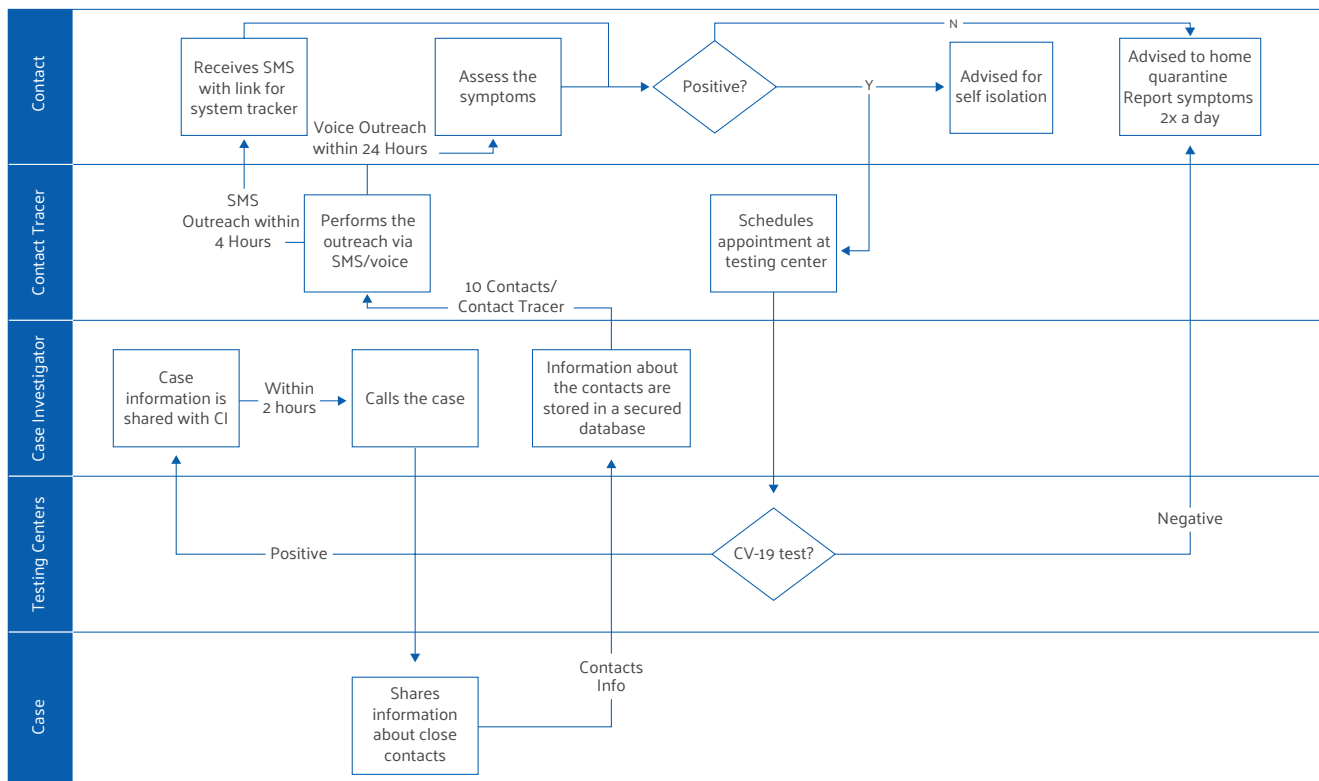 Contact
N
Receives SMS
with link for
system tracker
Assess the
symptoms
Positive?
Y
Advised for
self isolation
Advised to home
quarantine
Report symptoms
2x a day
Voice Outreach
within 24 Hours
Contact Tracer
SMS
Outreach within
4 Hours
Performs the
outreach via
SMS/voice
Schedules
appointment at
testing center
10 Contacts/
Contact Tracer
Case Investigator
Case
information is
shared with CI
Within
2 hours
Calls the case
Information about
the contacts are
stored in a secured
database
Testing Centers
Positive
CV-19 test?
Negative
Case
Shares
information
about close
contacts
Contacts
Info